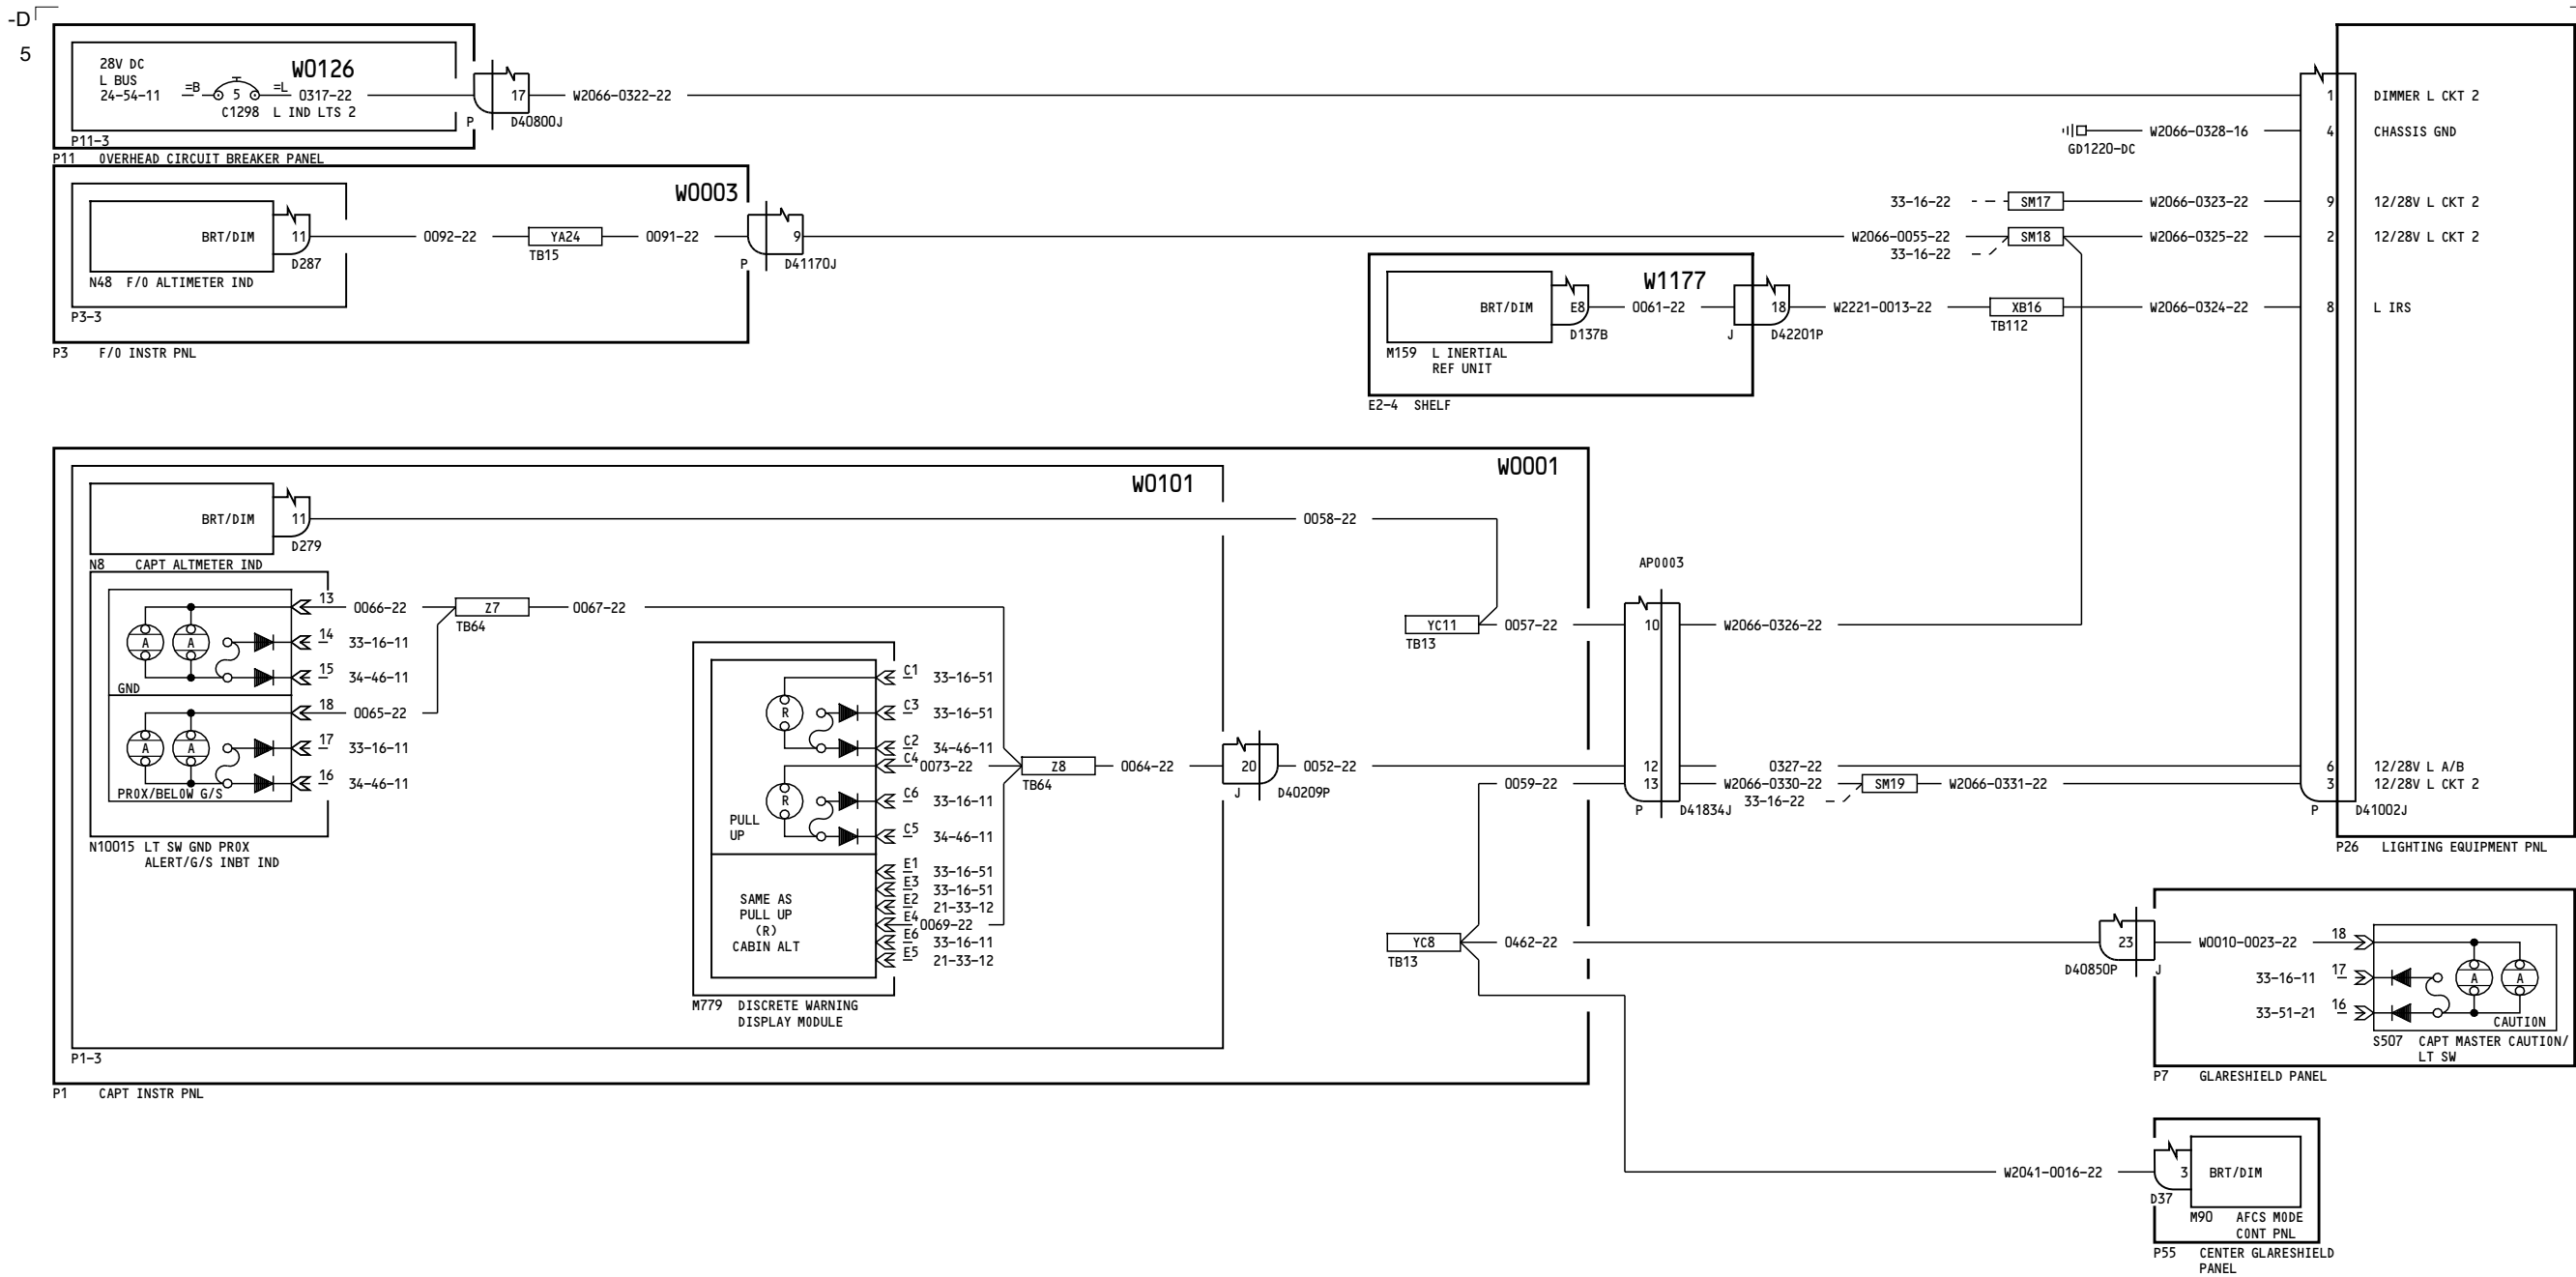 -D
5
28V DC
L BUS
24-54-11
=B
5
=L
W0126
0317-22
C1298 L IND LTS 2
P11-3
P11 OVERHEAD CIRCUIT BREAKER PANEL
17
P
D40800J
W2066-0322-22
1
DIMMER L CKT 2
GD1220-DC
W2066-0328-16
4
CHASSIS GND
W0003
BRT/DIM
11
D287
N48 F/O ALTIMETER IND
P3-3
P3 F/O INSTR PNL
0092-22
YA24
TB15
0091-22
9
P
D41170J
33-16-22
SM17
W2066-0323-22
9
12/28V L CKT 2
W2066-0055-22
SM18
W2066-0325-22
2
12/28V L CKT 2
33-16-22
W1177
BRT/DIM
E8
D137B
0061-22
18
J
D42201P
W2221-0013-22
XB16
TB112
W2066-0324-22
8
L IRS
M159 L INERTIAL
REF UNIT
E2-4 SHELF
W0001
W0101
BRT/DIM
11
D279
N8 CAPT ALTMETER IND
0058-22
AP0003
YC11
TB13
0057-22
10
W2066-0326-22
13
0066-22
Z7
TB64
0067-22
A
A
14
33-16-11
15
34-46-11
GND
18
0065-22
A
A
17
33-16-11
16
34-46-11
PROX/BELOW G/S
N10015 LT SW GND PROX
ALERT/G/S INBT IND
C1
33-16-51
R
C3
33-16-51
C2
34-46-11
C4
0073-22
R
C6
33-16-11
PULL
UP
C5
34-46-11
E1
33-16-51
E3
33-16-51
SAME AS
PULL UP
(R)
CABIN ALT
E2
21-33-12
E4
0069-22
E6
33-16-11
E5
21-33-12
M779 DISCRETE WARNING
DISPLAY MODULE
Z8
TB64
0064-22
20
J
D40209P
0052-22
12
0327-22
6
12/28V L A/B
0059-22
13
W2066-0330-22
SM19
W2066-0331-22
3
12/28V L CKT 2
33-16-22
P
D41834J
P
D41002J
P26 LIGHTING EQUIPMENT PNL
YC8
TB13
0462-22
23
D40850P
J
W0010-0023-22
18
33-16-11
17
A
A
33-51-21
16
CAUTION
S507 CAPT MASTER CAUTION/
LT SW
P7 GLARESHIELD PANEL
P1-3
P1 CAPT INSTR PNL
W2041-0016-22
3
BRT/DIM
D37
M90 AFCS MODE
CONT PNL
P55 CENTER GLARESHIELD
PANEL